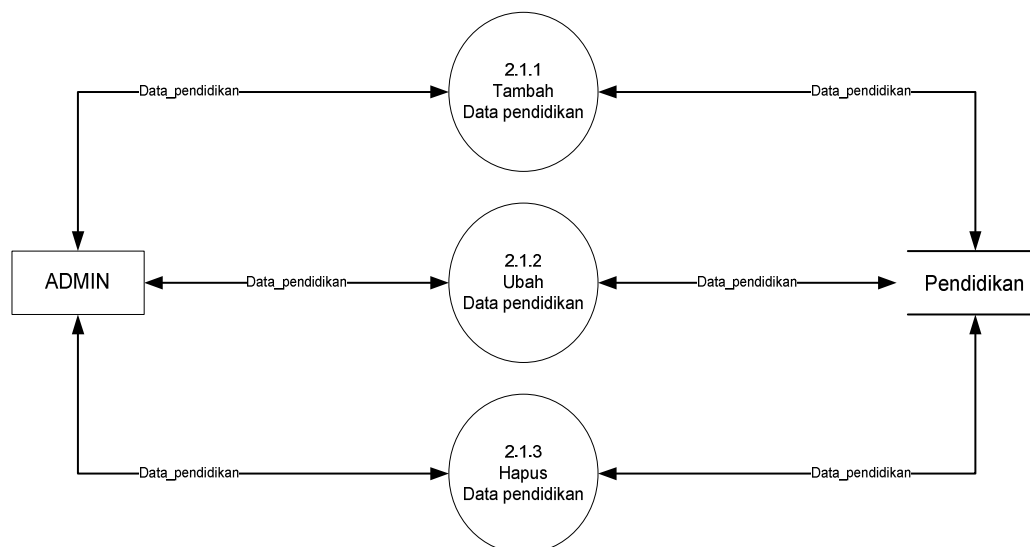 2.1.1
Tambah
Data pendidikan
Data_pendidikan
Data_pendidikan
ADMIN
Data_pendidikan
2.1.2
Ubah
Data pendidikan
Data_pendidikan
Pendidikan
2.1.3
Hapus
Data pendidikan
Data_pendidikan
Data_pendidikan